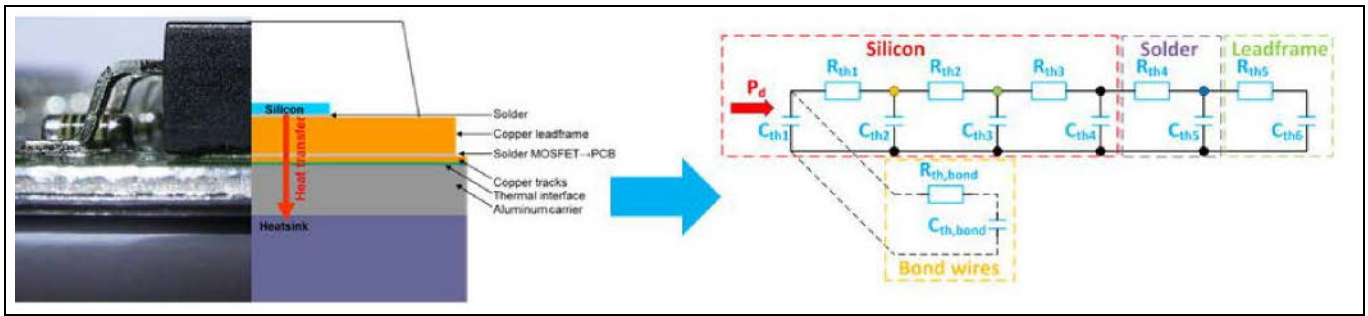 Silicon
Heat transfer
Heatsink
Solder
Copper leadframe
Solder MOSFET→PCB
Copper tracks
Thermal interface
Aluminum carrier
Silicon
Solder
Leadframe
Rth1
Rth2
Rth3
Rth4
Rth5
Pd
Cth1
Cth2
Cth3
Cth4
Cth5
Cth6
Rth,bond
Cth,bond
Bond wires